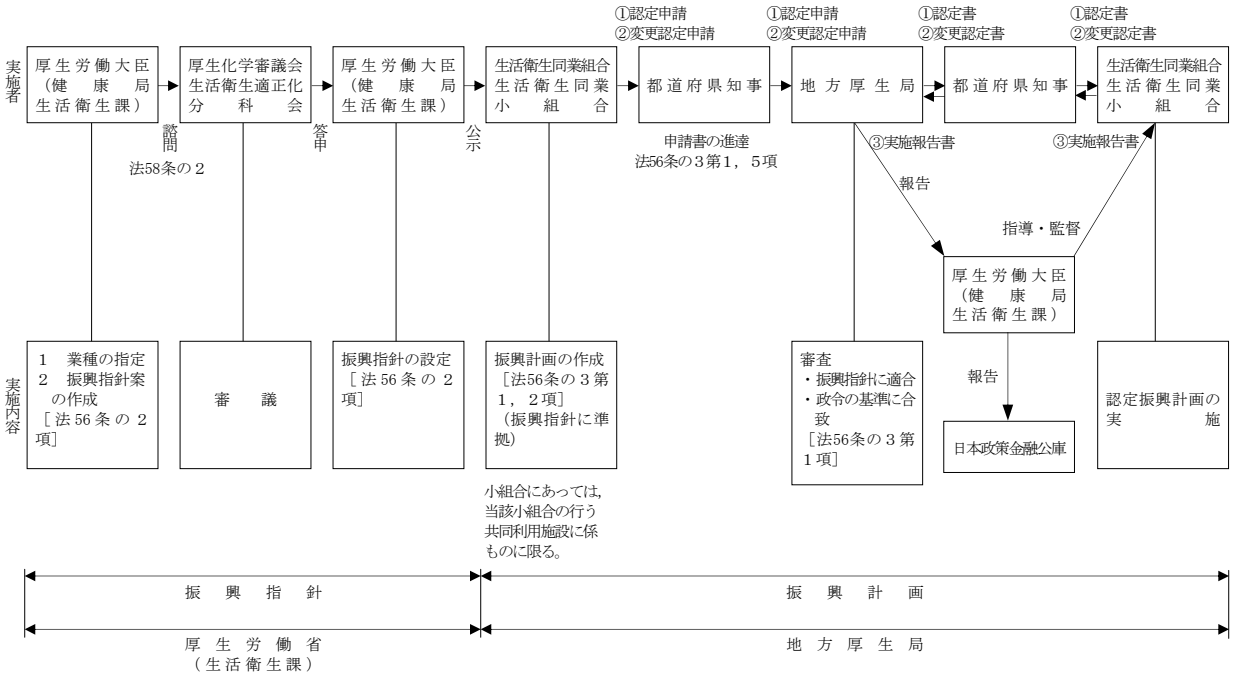 ①認定申請
②変更認定申請
①認定申請
②変更認定申請
①認定書
②変更認定書
①認定書
②変更認定書
実施者
厚生労働大臣
(健康局
生活衛生課)
厚生化学審議会
生活衛生適正化
分科会
厚生労働大臣
(健康局
生活衛生課)
生活衛生同業組合
生活衛生同業
小組合
都道府県知事
地方厚生局
都道府県知事
生活衛生同業組合
生活衛生同業
小組合
諮問
答申
公示
法58条の2
申請書の進達
法56条の3第1,5項
③実施報告書
③実施報告書
報告
指導・監督
厚生労働大臣
(健康局
生活衛生課)
報告
日本政策金融公庫
実施内容
1 業種の指定
2 振興指針案
の作成
[法56条の2
項]
審議
振興指針の設定
[法56条の2
項]
振興計画の作成
[法56条の3第
1,2項]
(振興指針に準
拠)
審査
・振興指針に適合
・政令の基準に合
致
[法56条の3第
1項]
認定振興計画の
実施
小組合にあっては,
当該小組合の行う
共同利用施設に係
ものに限る。
振興指針
振興計画
厚生労働省
(生活衛生課)
地方厚生局